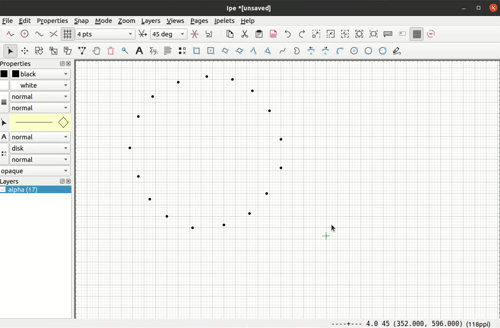 Ipe *[unsaved]
File Edit Properties Snap Mode Zoom Layers Views Pages Ipelets Help
4 pts 45 deg
Properties
black
white
normal
normal
A normal
disk
normal
opaque
Layers
alpha (17)
----+--- 4.0 45 (352.000, 596.000) (118ppi)